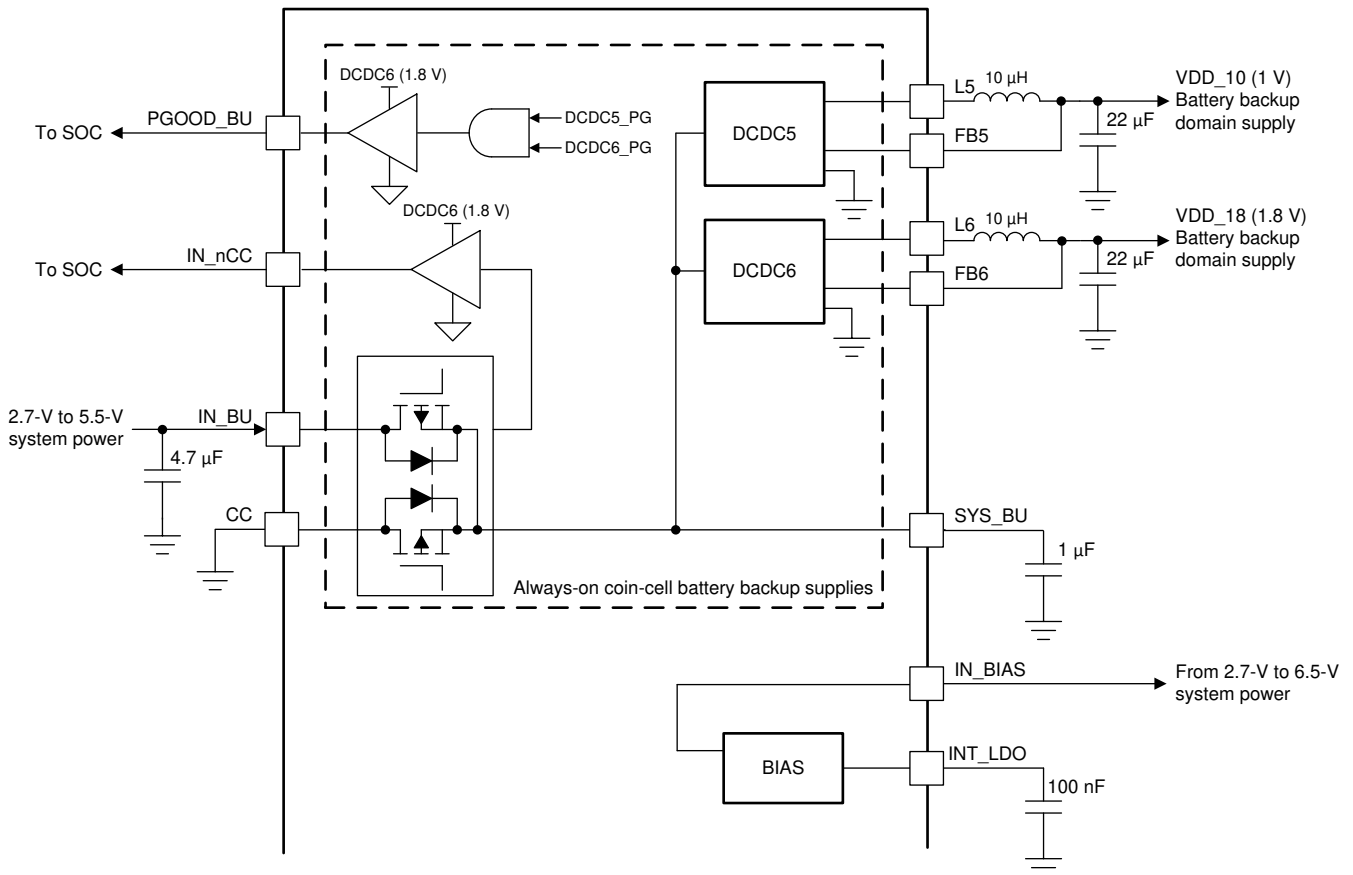 DCDC6 (1.8 V)
PGOOD_BU
To SOC
DCDC5_PG
DCDC6_PG
DCDC6 (1.8 V)
IN_nCC
To SOC
2.7-V to 5.5-V
system power
IN_BU
4.7 µF
CC
Always-on coin-cell battery backup supplies
DCDC5
L5
10 µH
FB5
22 µF
VDD_10 (1 V)
Battery backup
domain supply
DCDC6
L6
10 µH
FB6
22 µF
VDD_18 (1.8 V)
Battery backup
domain supply
SYS_BU
1 µF
IN_BIAS
From 2.7-V to 6.5-V
system power
BIAS
INT_LDO
100 nF